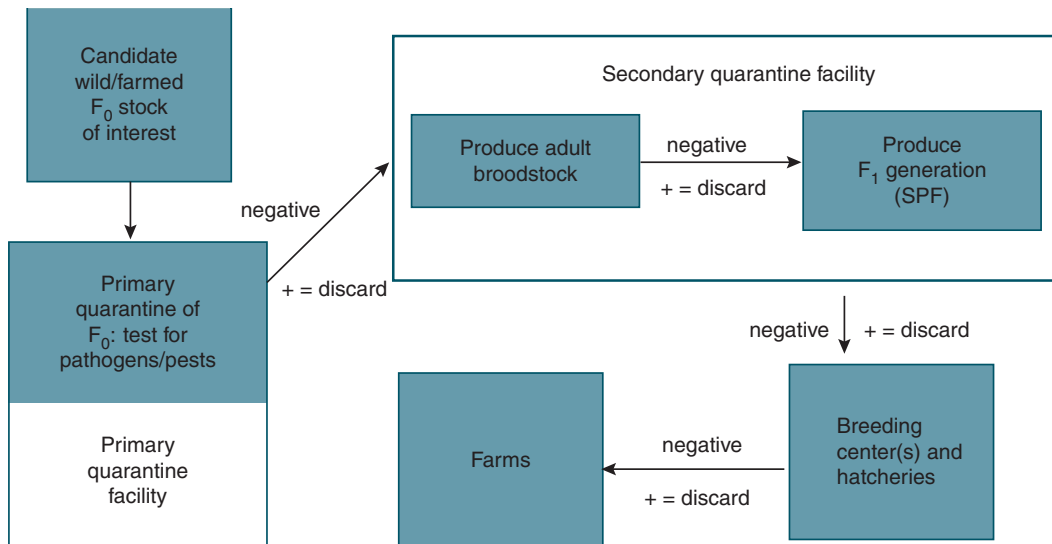 Candidate
wild/farmed
F₀ stock
of interest
negative
+ = discard
Primary
quarantine of
F₀: test for
pathogens/pests
Primary
quarantine
facility
Secondary quarantine facility
Produce adult
broodstock
negative
+ = discard
Produce
F₁ generation
(SPF)
negative
+ = discard
Breeding
center(s) and
hatcheries
negative
+ = discard
Farms